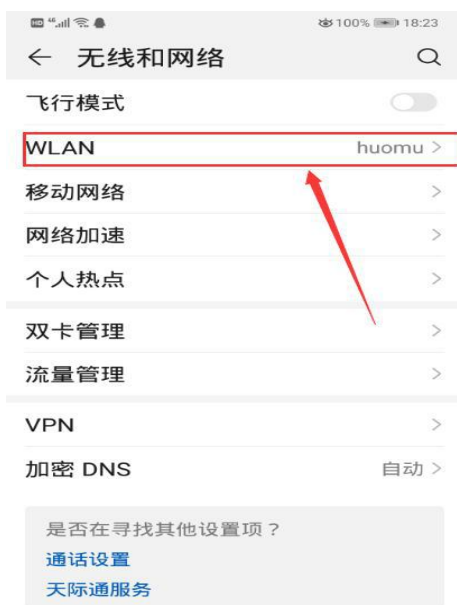 HD 4G 100% 18:23
无线和网络
飞行模式
WLAN huomu >
移动网络 >
网络加速 >
个人热点 >
双卡管理 >
流量管理 >
VPN >
加密 DNS 自动 >
是否在寻找其他设置项？
通话设置
天际通服务